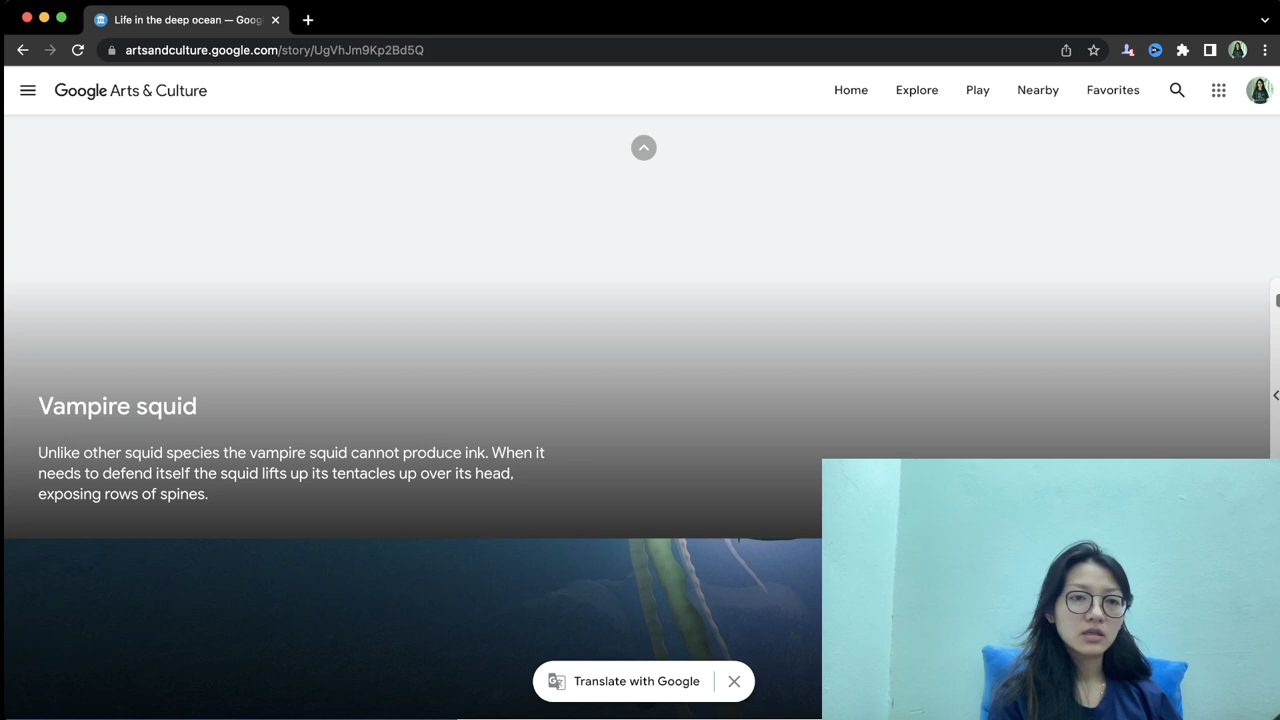 Life in the deep ocean — Goog
artsandculture.google.com/story/UgVhJm9Kp2Bd5Q
Google Arts & Culture
Home
Explore
Play
Nearby
Favorites
Vampire squid
Unlike other squid species the vampire squid cannot produce ink. When it
needs to defend itself the squid lifts up its tentacles up over its head,
exposing rows of spines.
Translate with Google